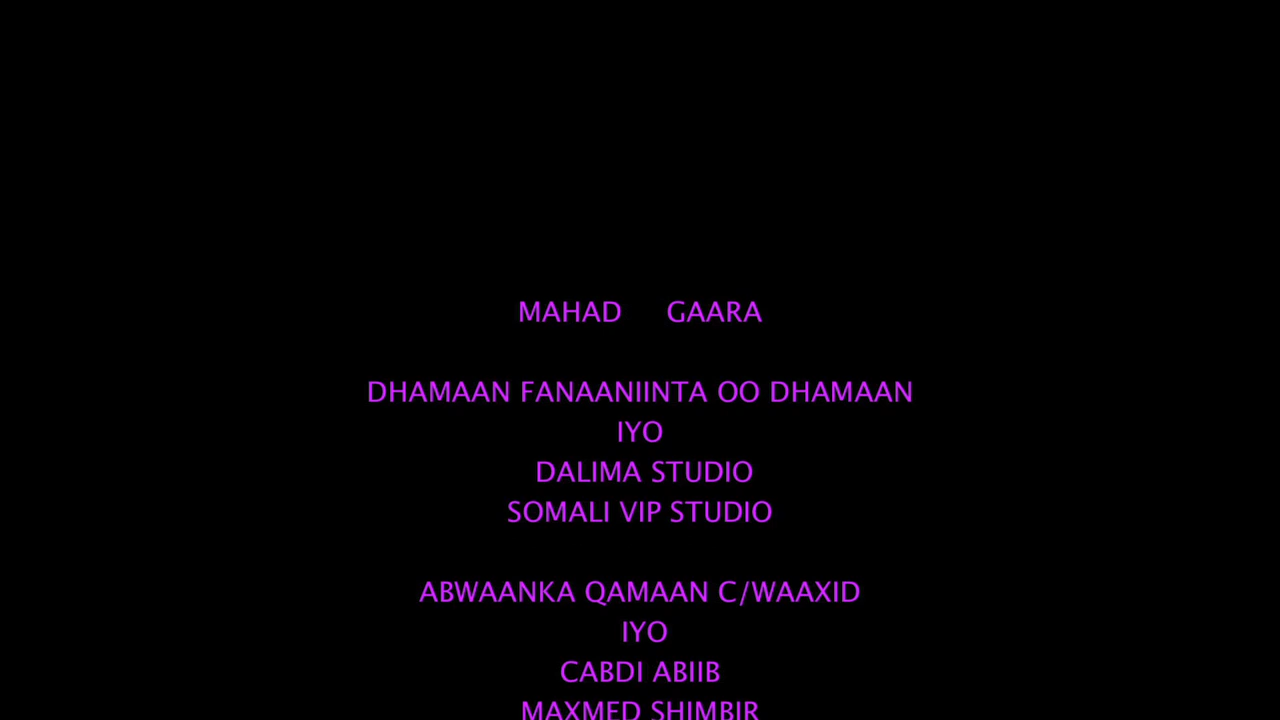 MAHAD GAARA
DHAMAAN FANAANIINTA OO DHAMAAN
IYO
DALIMA STUDIO
SOMALI VIP STUDIO
ABWAANKA QAMAAN C/WAAXID
IYO
CABDI ABIIB
MAXMED SHIMBIR